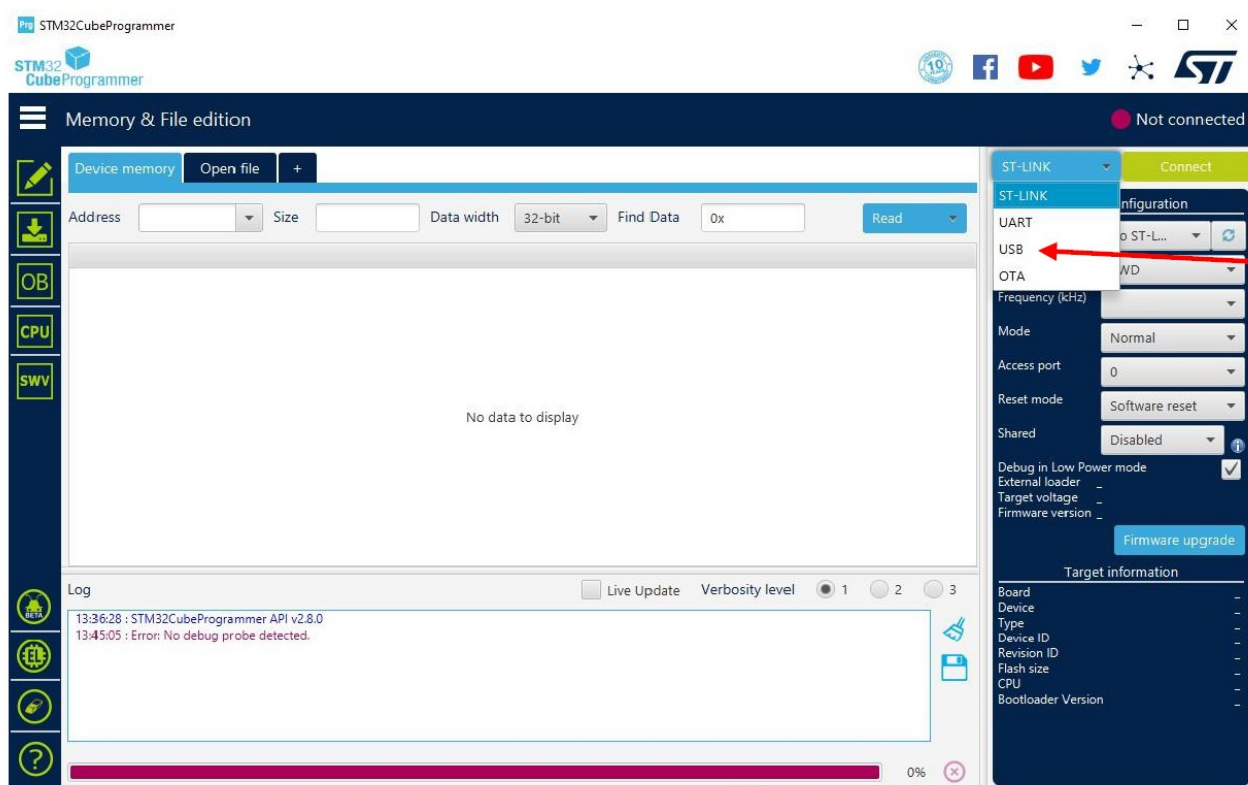 Prg STM32CubeProgrammer
STM32
CubeProgrammer
10
Memory & File edition
Not connected
Device memory
Open file
+
ST-LINK
Connect
Address
Size
Data width
32-bit
Find Data
0x
Read
ST-LINK
UART
USB
OTA
nfiguration
o ST-L...
WD
Frequency (kHz)
Mode
Normal
Access port
0
Reset mode
Software reset
Shared
Disabled
Debug in Low Power mode
External loader _
Target voltage _
Firmware version _
Firmware upgrade
OB
CPU
SWV
No data to display
Target information
Board _
Device _
Type _
Device ID _
Revision ID _
Flash size _
CPU _
Bootloader Version _
BETA
EL
?
Log
Live Update
Verbosity level
1
2
3
13:36:28 : STM32CubeProgrammer API v2.8.0
13:45:05 : Error: No debug probe detected.
0%